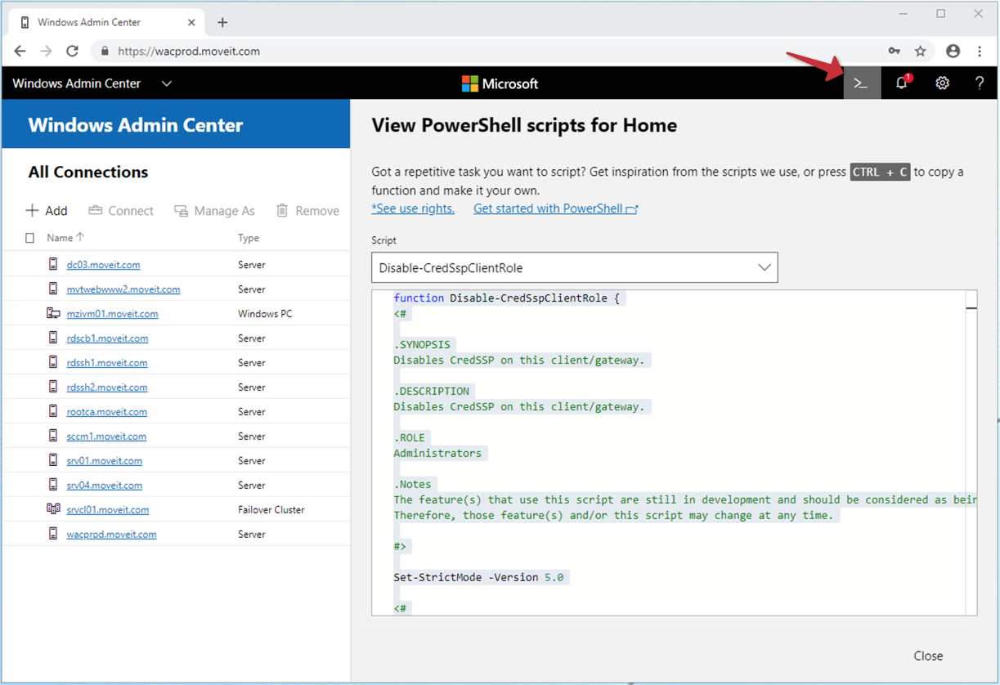 Windows Admin Center
https://wacprod.moveit.com
Windows Admin Center
Microsoft
1
Windows Admin Center
All Connections
Add Connect Manage As Remove
Name Type
dc03.moveit.com Server
mvtwebwww2.moveit.com Server
mzivm01.moveit.com Windows PC
rdscb1.moveit.com Server
rdssh1.moveit.com Server
rdssh2.moveit.com Server
rootca.moveit.com Server
sccm1.moveit.com Server
srv01.moveit.com Server
srv04.moveit.com Server
srvcl01.moveit.com Failover Cluster
wacprod.moveit.com Server
View PowerShell scripts for Home
Got a repetitive task you want to script? Get inspiration from the scripts we use, or press CTRL + C to copy a
function and make it your own.
*See use rights. Get started with PowerShell
Script
Disable-CredSspClientRole
function Disable-CredSspClientRole {
<#
.SYNOPSIS
Disables CredSSP on this client/gateway.
.DESCRIPTION
Disables CredSSP on this client/gateway.
.ROLE
Administrators
.Notes
The feature(s) that use this script are still in development and should be considered as bein
Therefore, those feature(s) and/or this script may change at any time.
#>
Set-StrictMode -Version 5.0
<#
Close